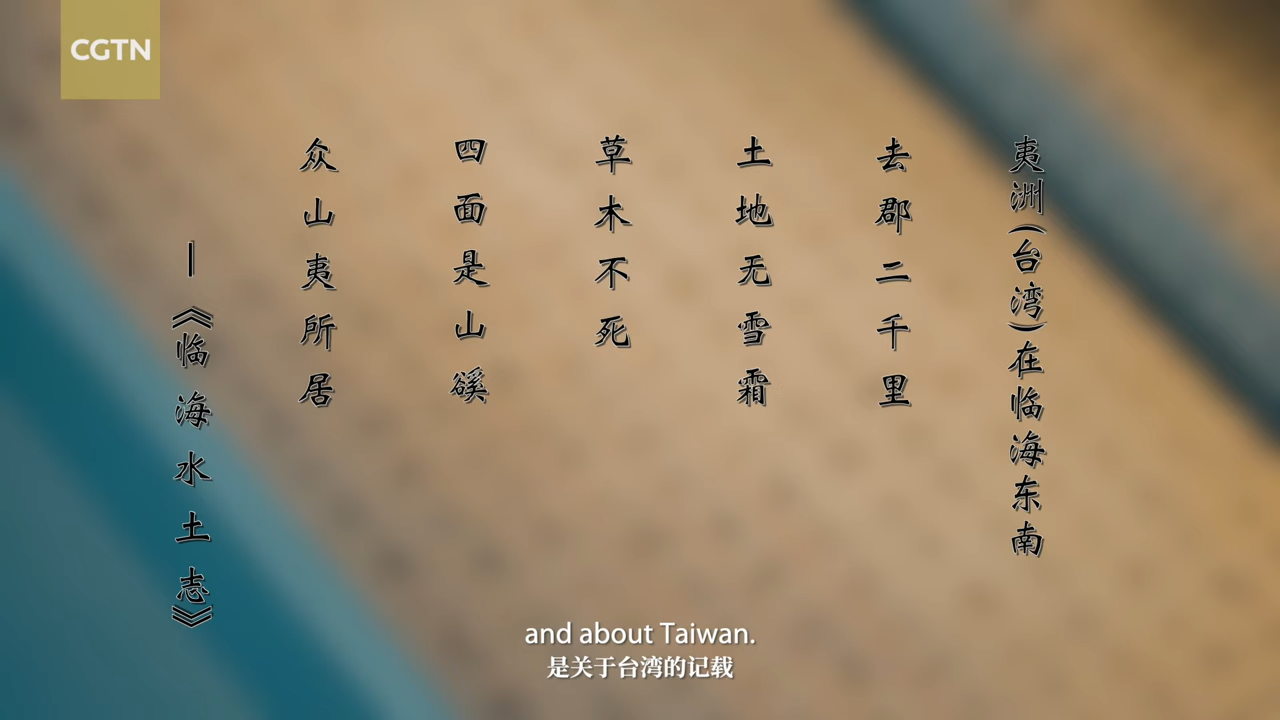 CGTN
夷洲(台湾)在临海东南
去郡二千里
土地无雪霜
草木不死
四面是山谿
众山夷所居
—《临海水土志》
and about Taiwan.
是关于台湾的记载